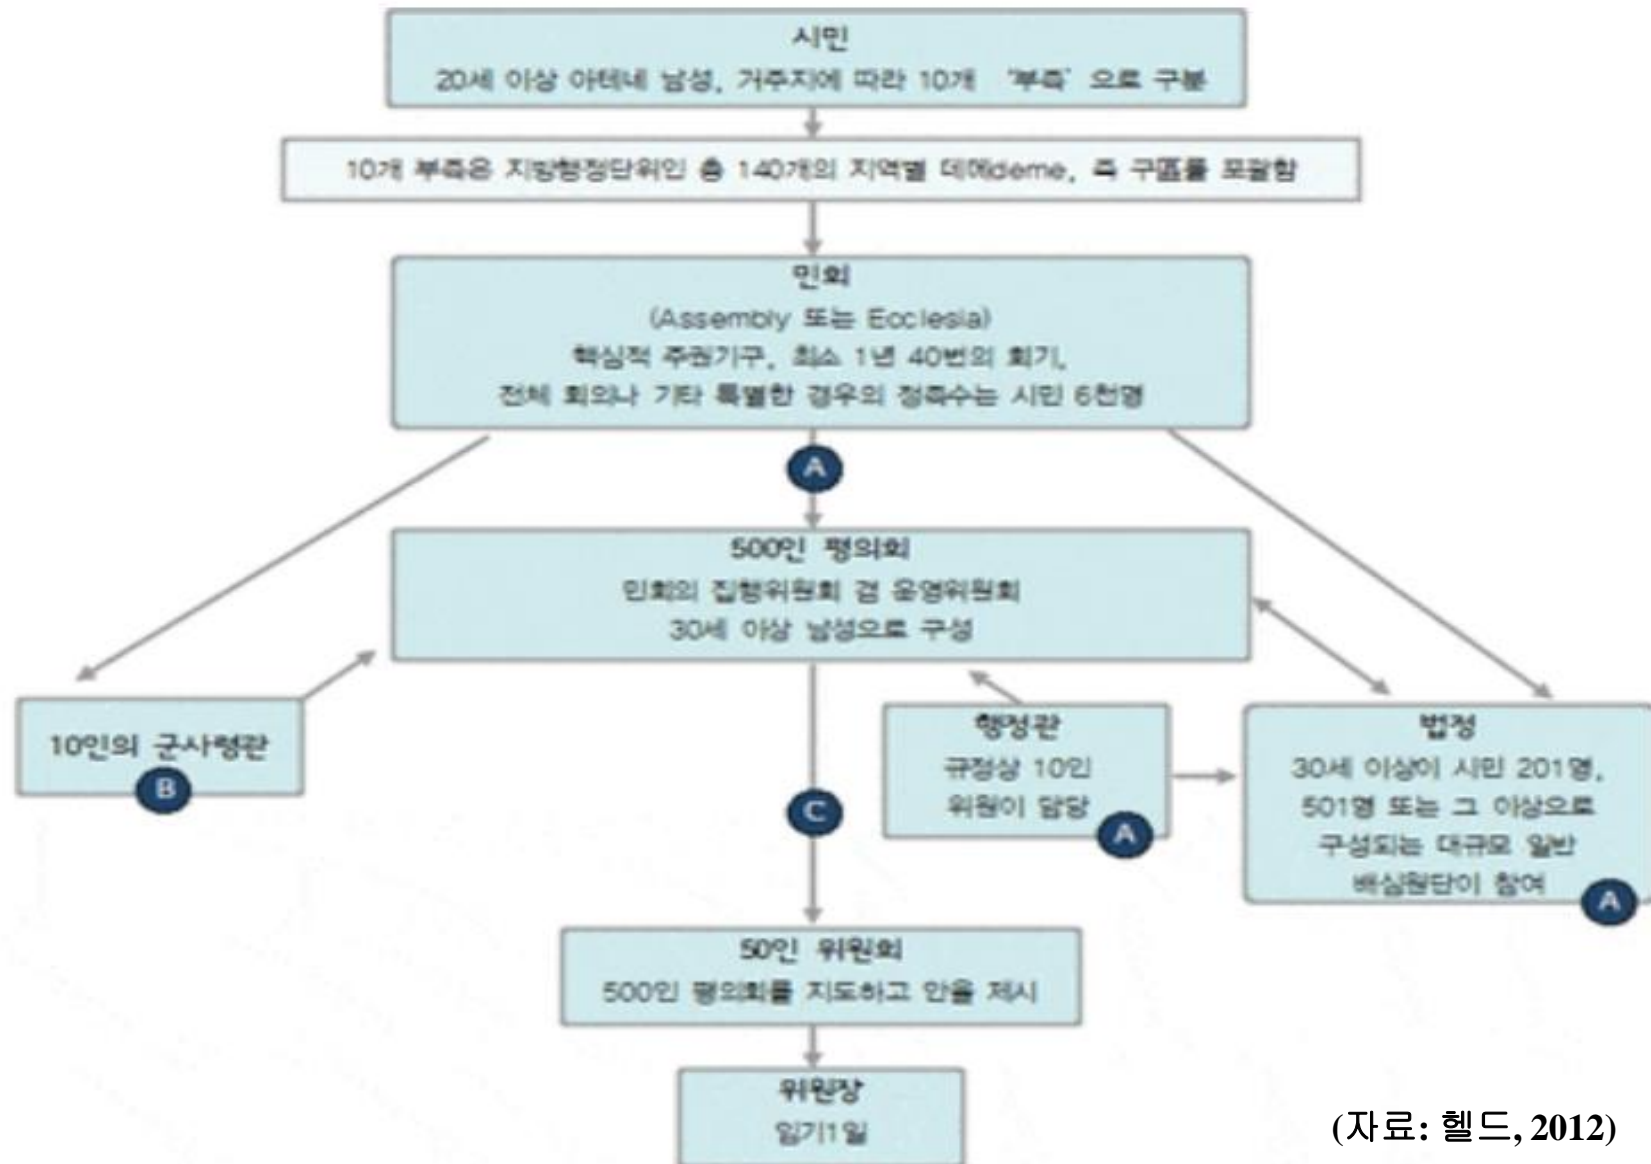 시민
20세 이상 아테네 남성, 거주지에 따라 10개 '부족'으로 구분
10개 부족은 지방행정단위인 총 140개의 지역별 데메deme, 즉 구區를 포괄함
민회
(Assembly 또는 Ecclesia)
핵심적 주권기구, 최소 1년 40번의 회기,
전체 회의나 기타 특별한 경우의 정족수는 시민 6천명
A
500인 평의회
민회의 집행위원회 겸 운영위원회
30세 이상 남성으로 구성
10인의 군사령관
B
C
행정관
규정상 10인
위원이 담당
A
법정
30세 이상이 시민 201명,
501명 또는 그 이상으로
구성되는 대규모 일반
배심원단이 참여
A
50인 위원회
500인 평의회를 지도하고 안을 제시
위원장
임기1일
(자료: 헬드, 2012)